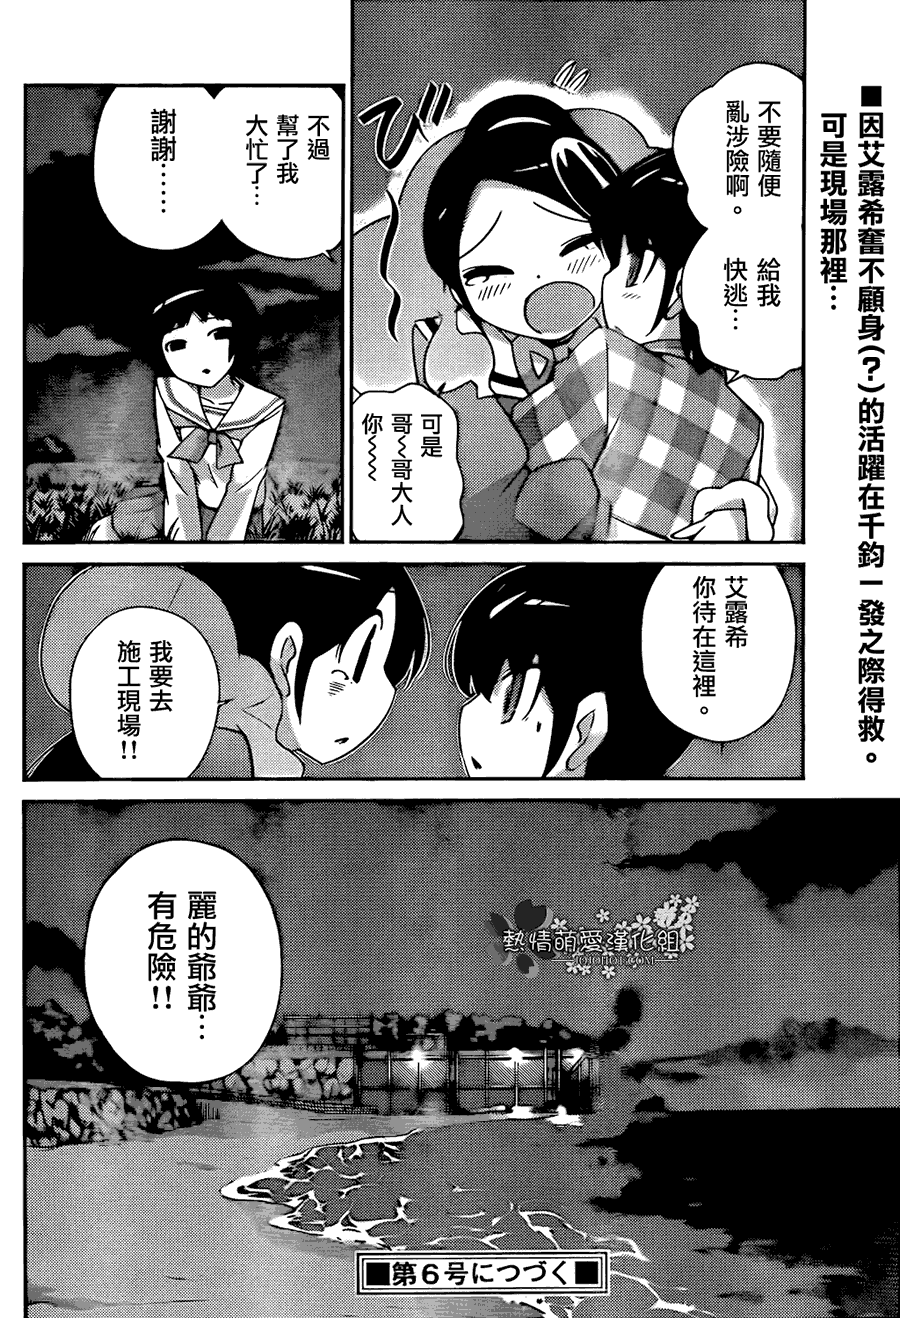 ■因艾露希奮不顧身(?)的活躍在千鈞一發之際得救。
可是現場那裡…
不要隨便
亂涉險啊。
給我
快逃…
び
可是
哥~哥大人
你~~~
不過
幫了我
大忙了…
謝謝……
艾露希
你待在這裡。
我要去
施工現場!!
麗的爺爺…
有危險!!
熱情萌愛漢化組
IOIOHOT.COM
■第6号につづく■